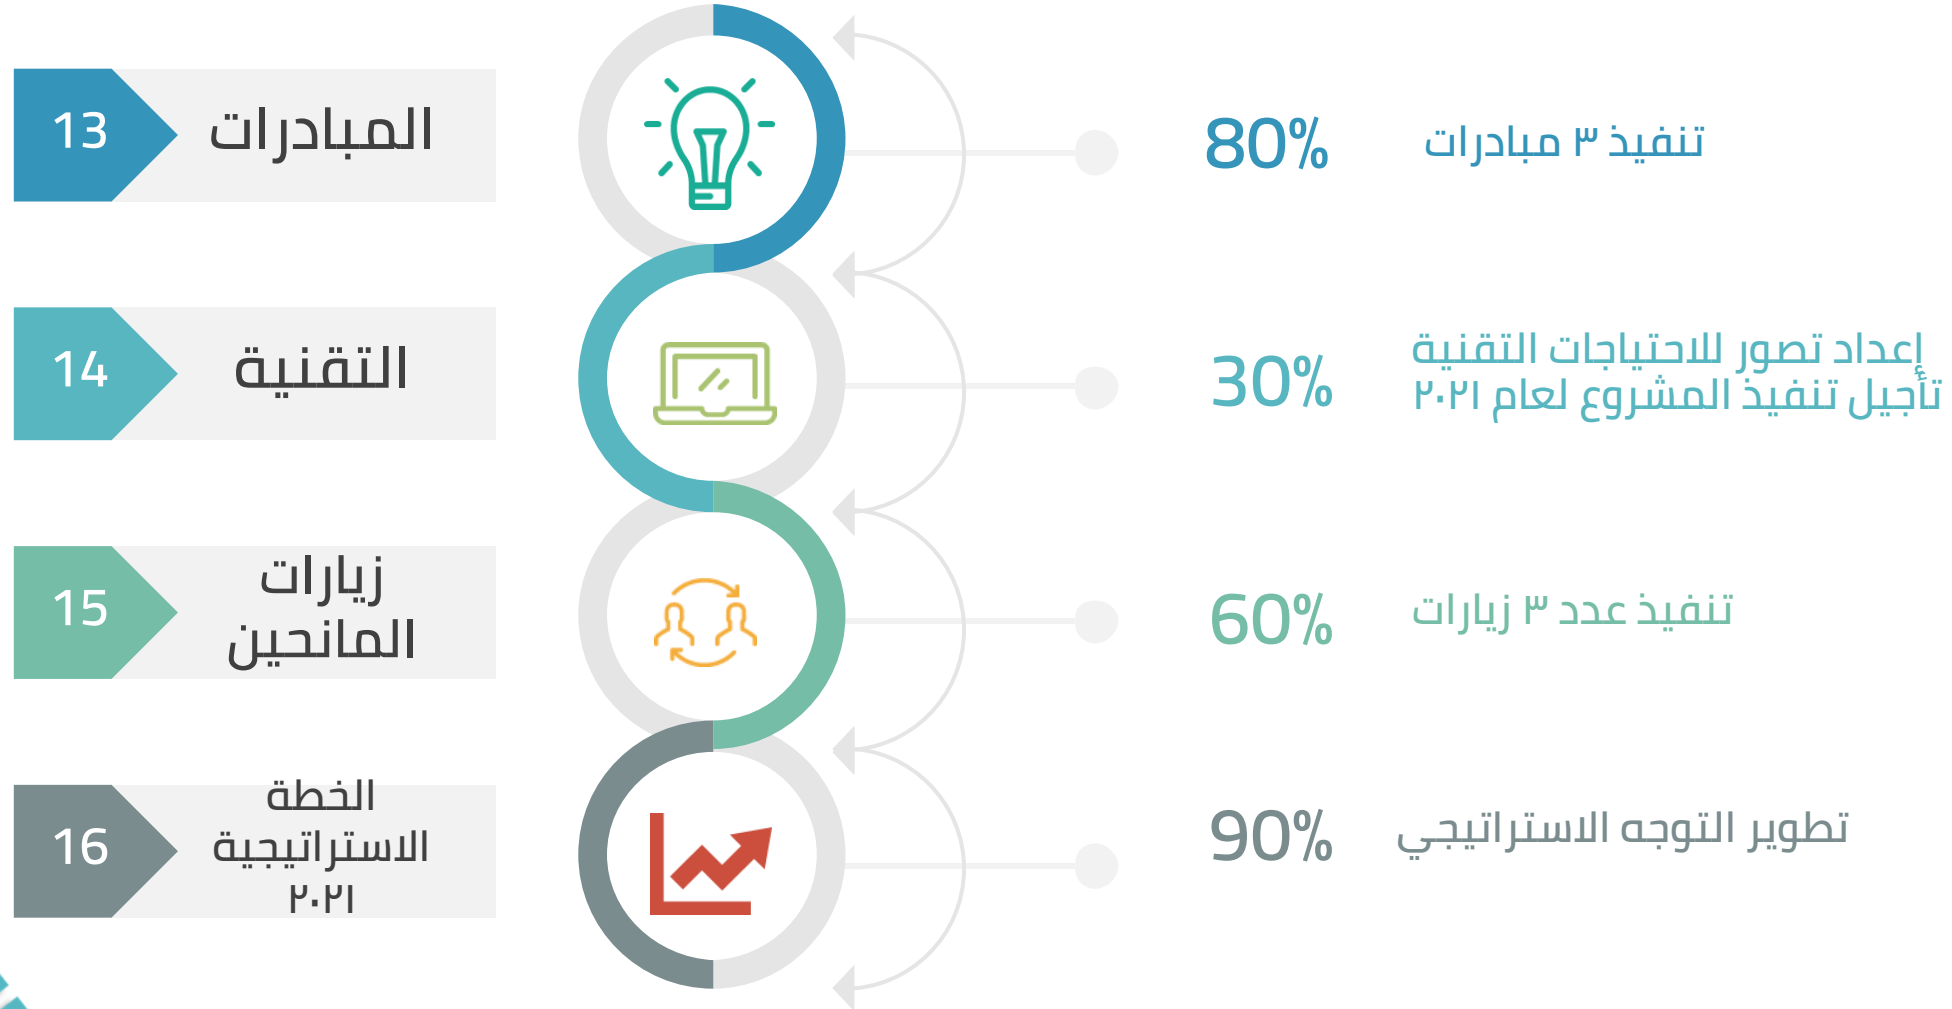 13
المبادرات
80%
تنفيذ ٣ مبادرات
14
التقنية
30%
إعداد تصور للاحتياجات التقنية
تأجيل تنفيذ المشروع لعام ٢٠٢١
15
زيارات
المانحين
60%
تنفيذ عدد ٣ زيارات
16
الخطة
الاستراتيجية
٢٠٢١
90%
تطوير التوجه الاستراتيجي